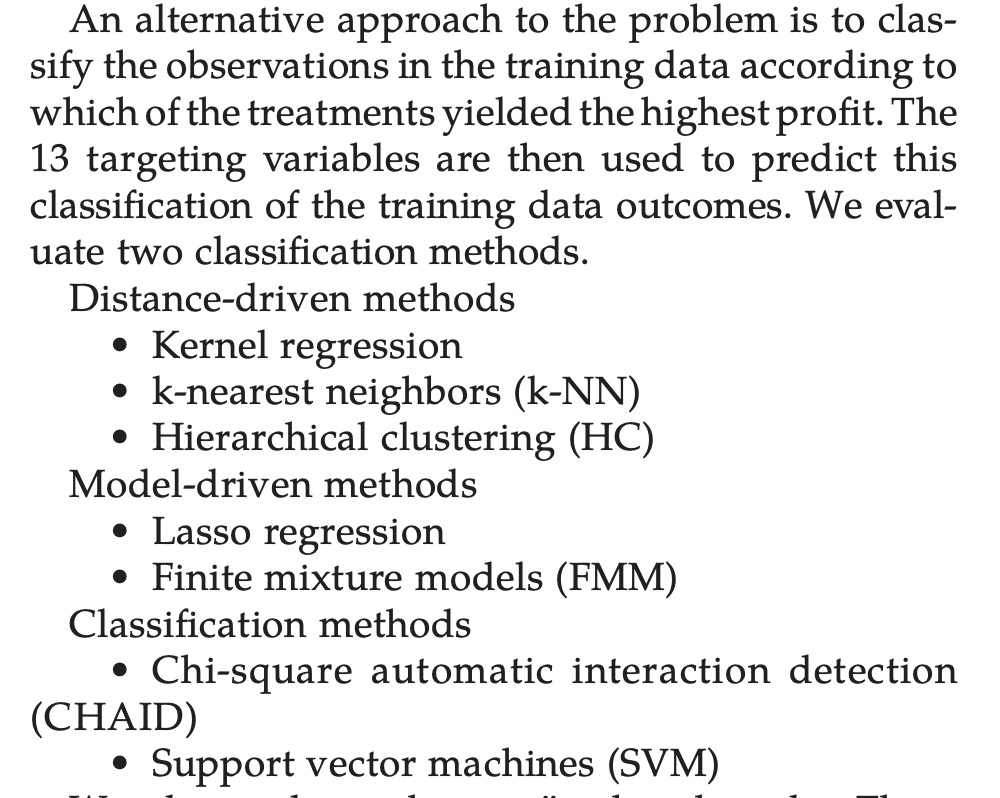 An alternative approach to the problem is to clas-
sify the observations in the training data according to
which of the treatments yielded the highest profit. The
13 targeting variables are then used to predict this
classification of the training data outcomes. We eval-
uate two classification methods.
Distance-driven methods
• Kernel regression
• k-nearest neighbors (k-NN)
• Hierarchical clustering (HC)
Model-driven methods
• Lasso regression
• Finite mixture models (FMM)
Classification methods
• Chi-square automatic interaction detection
(CHAID)
• Support vector machines (SVM)